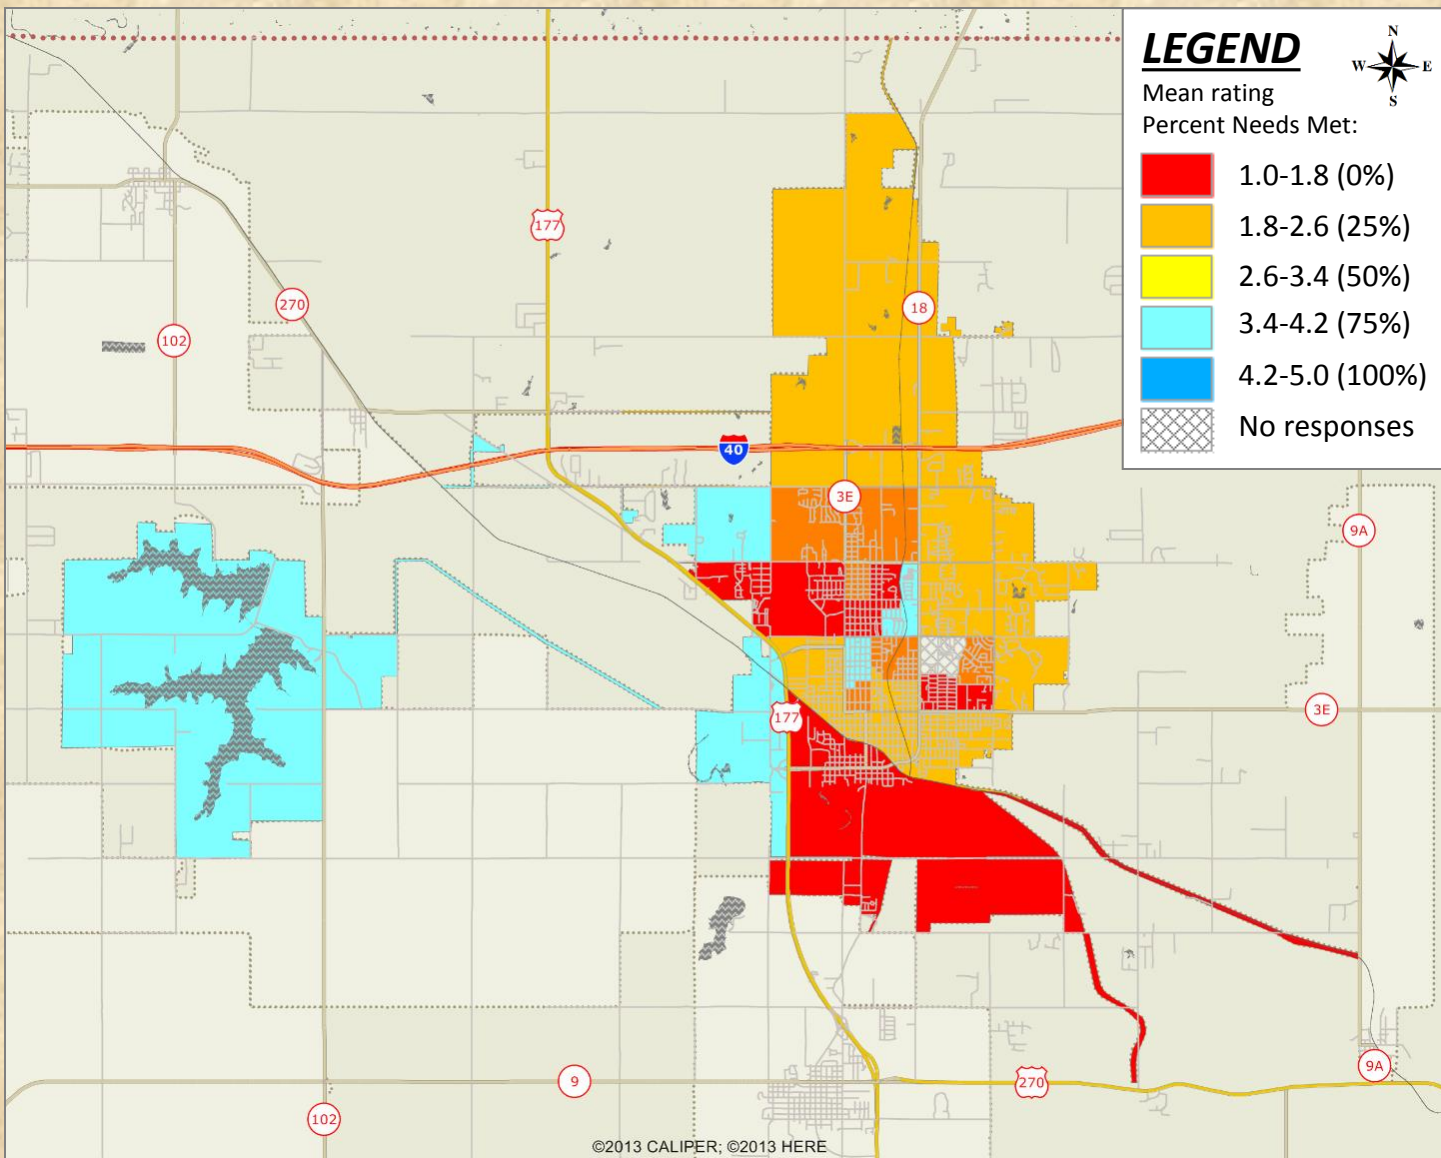 LEGEND
N
W E
S
Mean rating
Percent Needs Met:
1.0-1.8 (0%)
1.8-2.6 (25%)
2.6-3.4 (50%)
3.4-4.2 (75%)
4.2-5.0 (100%)
No responses
177
270
18
102
40
3E
9A
3E
177
9A
9
270
102
©2013 CALIPER; ©2013 HERE